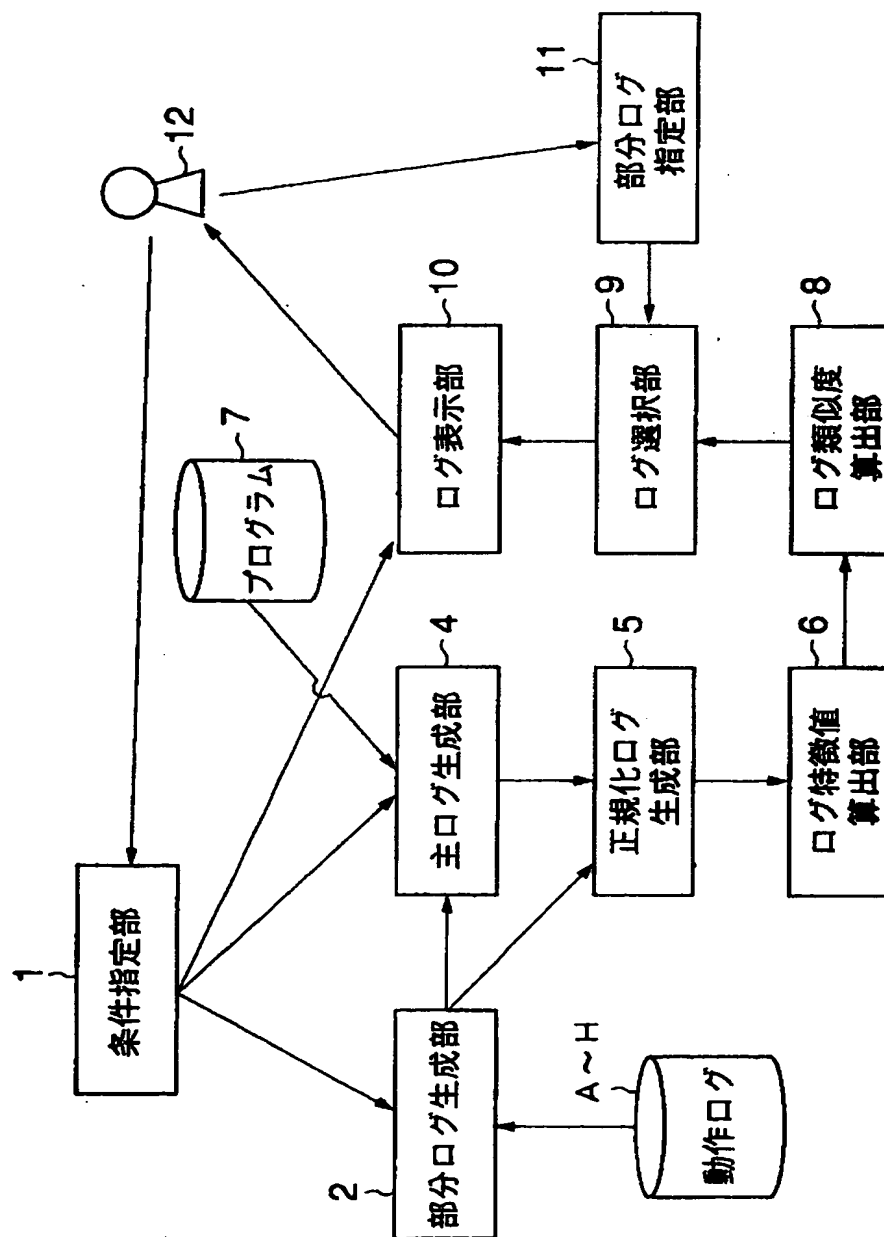 1
条件指定部
12
7
プログラム
2
部分ログ生成部
4
主ログ生成部
10
ログ表示部
A～H
動作ログ
5
正規化ログ
生成部
9
ログ選択部
11
部分ログ
指定部
6
ログ特徴値
算出部
8
ログ類似度
算出部